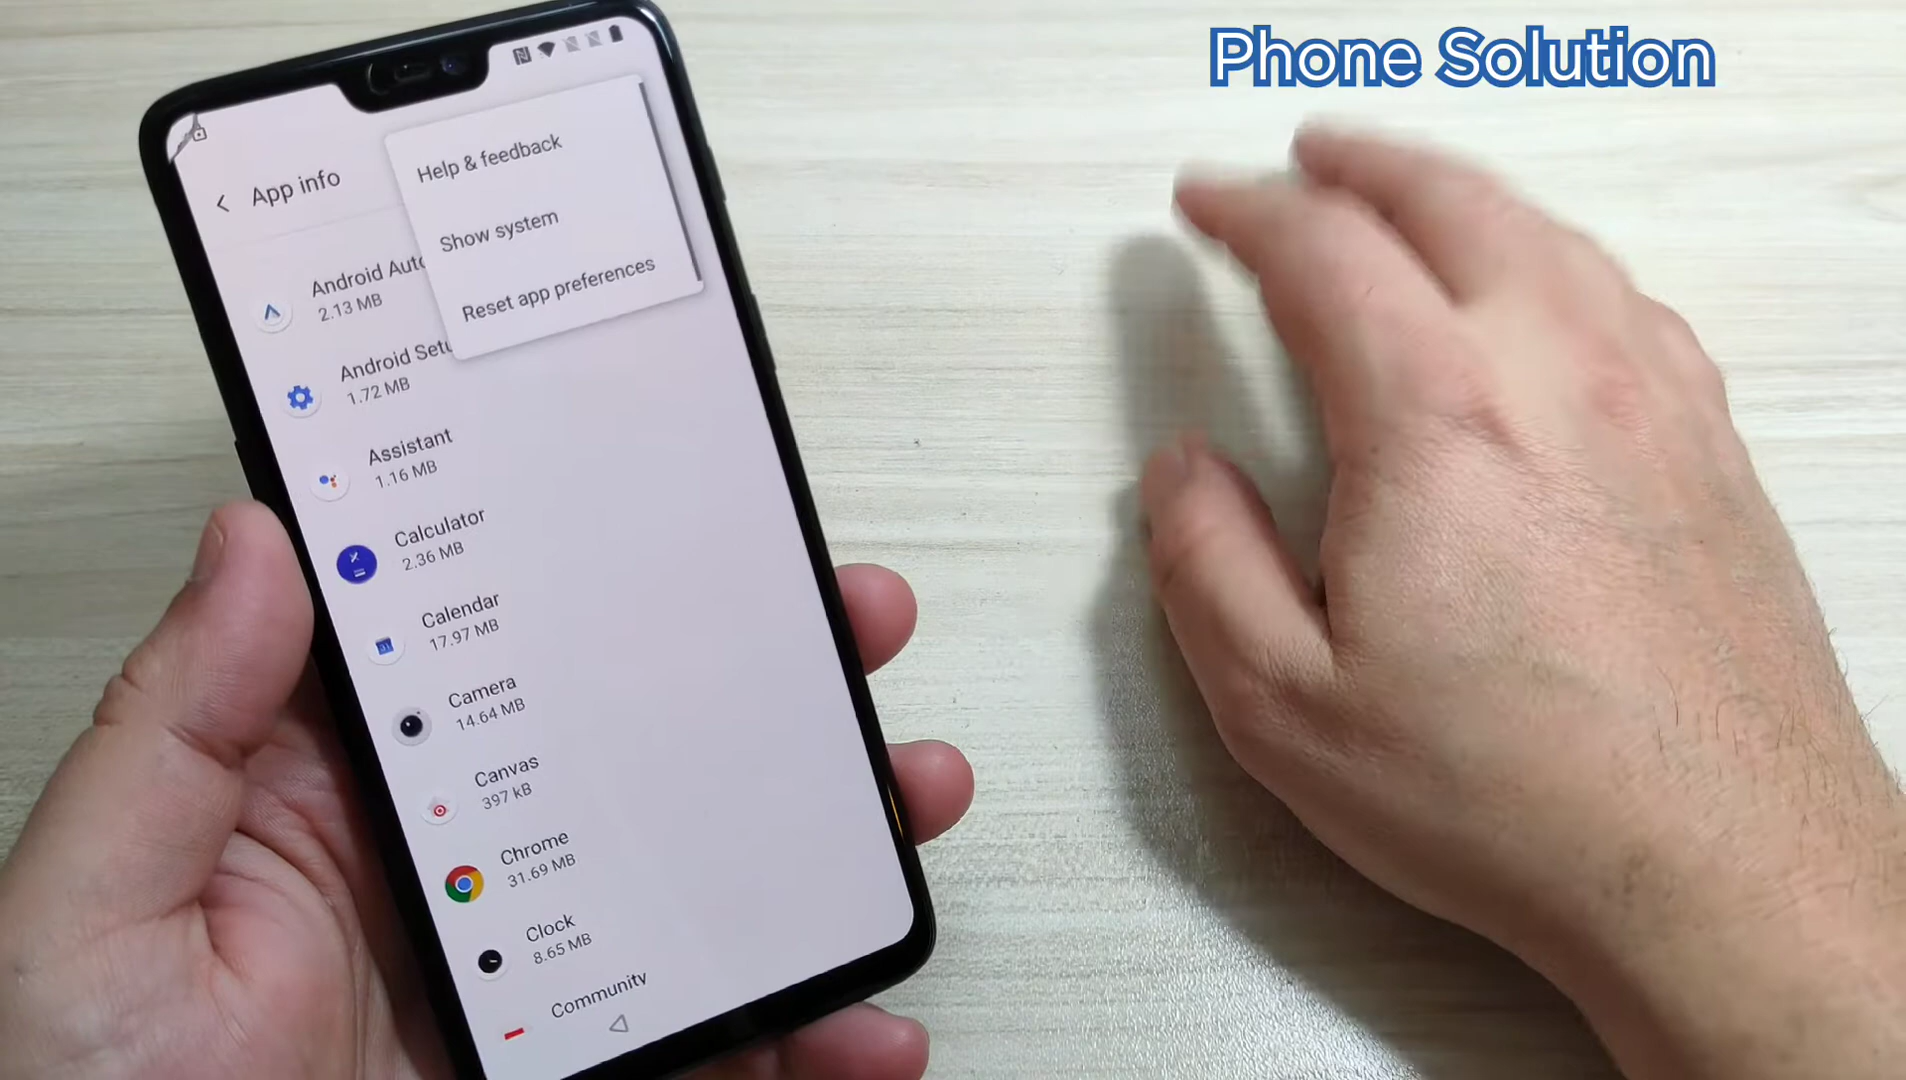 Phone Solution
App info
Help & feedback
Show system
Reset app preferences
Android Auto
2.13 MB
Android Setu
1.72 MB
Assistant
1.16 MB
Calculator
2.36 MB
Calendar
17.97 MB
Camera
14.64 MB
Canvas
397 kB
Chrome
31.69 MB
Clock
8.65 MB
Community